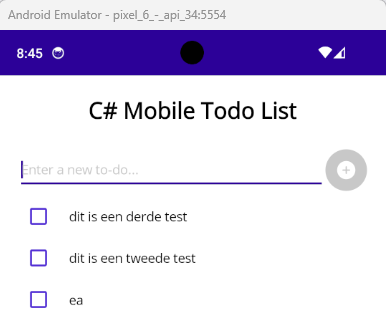 Android Emulator - pixel_6_-_api_34:5554
8:45
C# Mobile Todo List
Enter a new to-do...
dit is een derde test
dit is een tweede test
ea